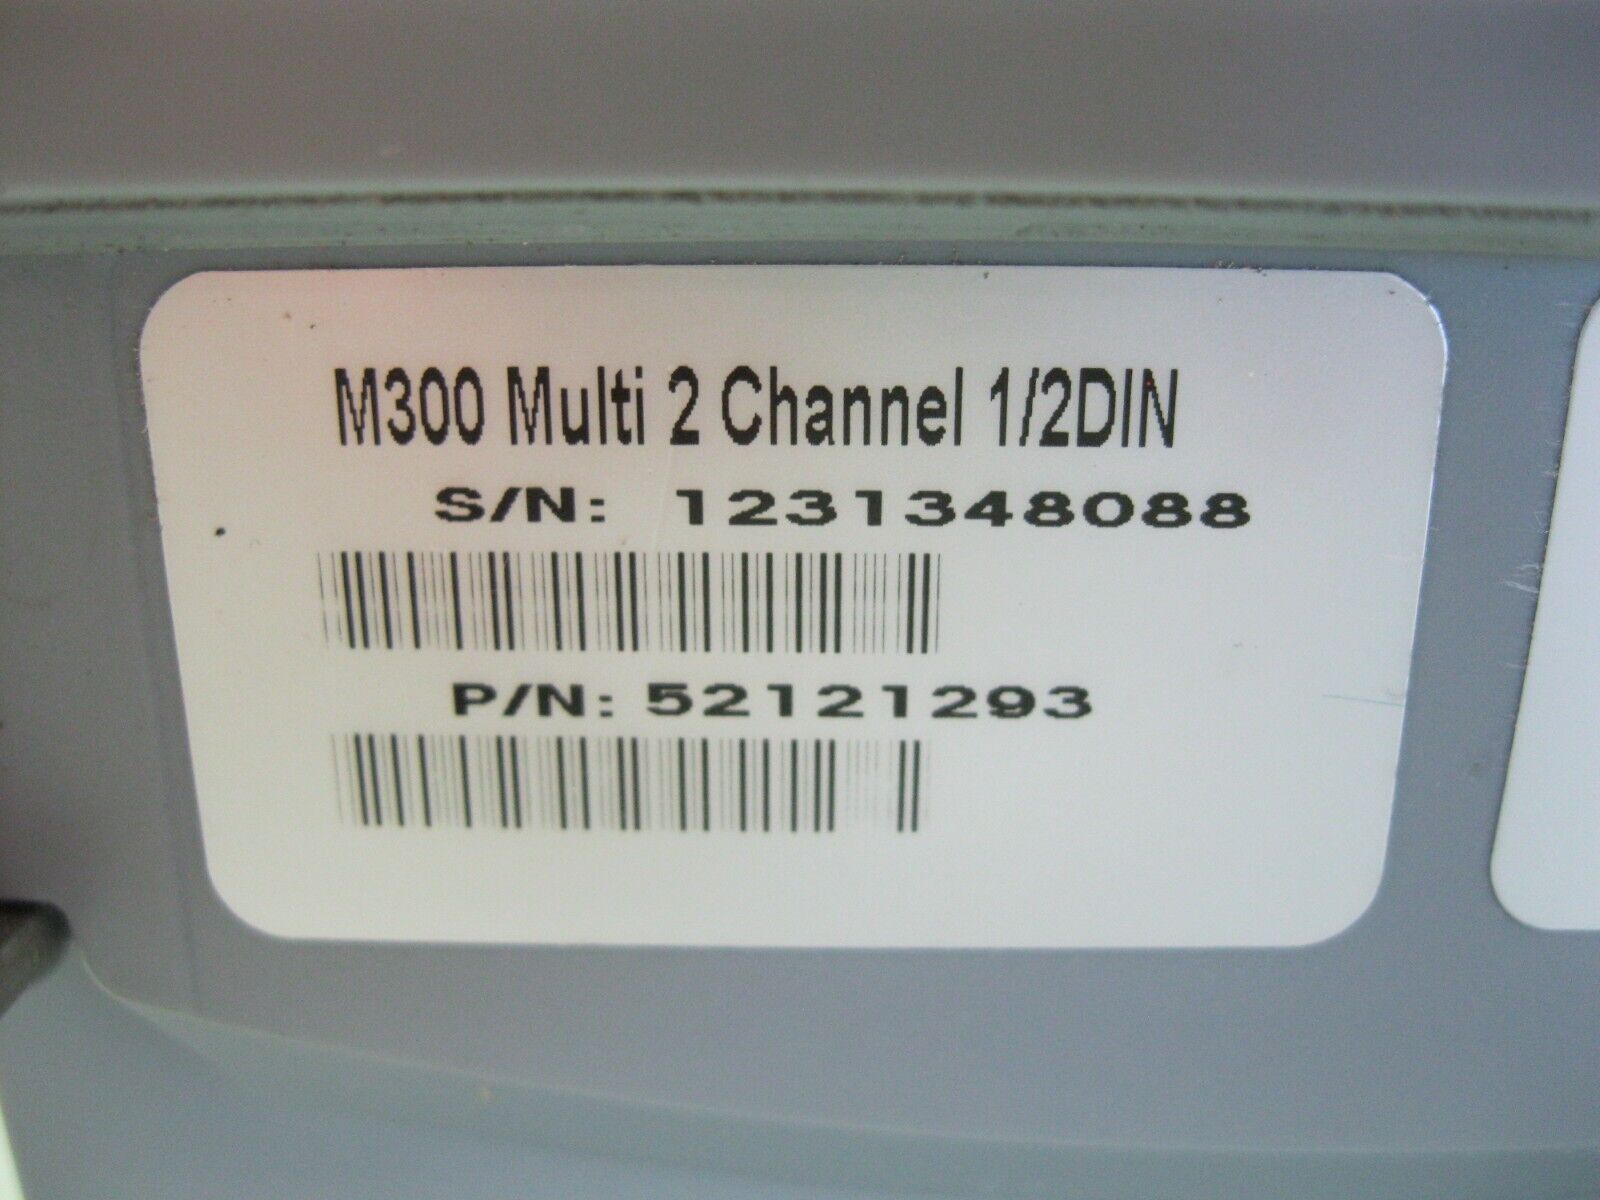 M300 Multi 2 Channel 1/2DIN
S/N: 1231348088
P/N: 52121293